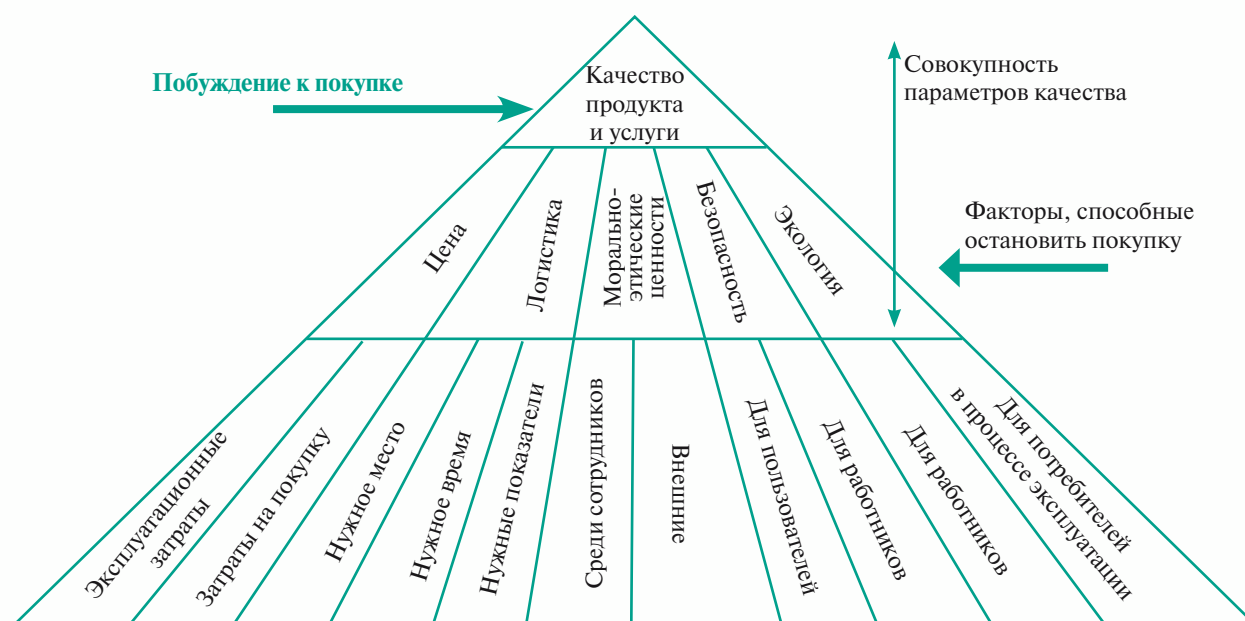 Побуждение к покупке
Качество
продукта
и услуги
Совокупность
параметров качества
Факторы, способные
остановить покупку
Цена
Логистика
Морально-
этические
ценности
Безопасность
Экология
Эксплуатационные
затраты
Затраты на покупку
Нужное место
Нужное время
Нужные показатели
Среди сотрудников
Внешние
Для пользователей
Для работников
Для работников
Для потребителей
в процессе эксплуатации